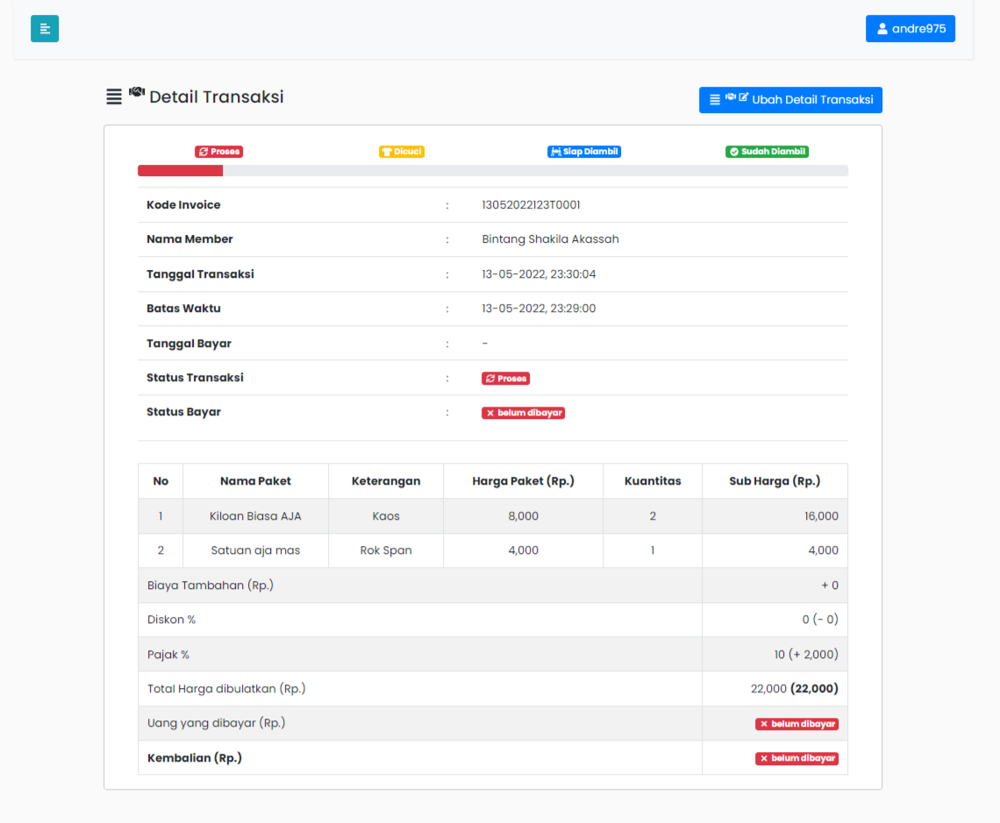 andre975
Detail Transaksi
Ubah Detail Transaksi
Proses Dicuci Siap Diambil Sudah Diambil
Kode Invoice : 13052022123T0001
Nama Member : Bintang Shakila Akassah
Tanggal Transaksi : 13-05-2022, 23:30:04
Batas Waktu : 13-05-2022, 23:29:00
Tanggal Bayar : -
Status Transaksi : Proses
Status Bayar : belum dibayar
No Nama Paket Keterangan Harga Paket (Rp.) Kuantitas Sub Harga (Rp.)
1 Kiloan Biasa AJA Kaos 8,000 2 16,000
2 Satuan aja mas Rok Span 4,000 1 4,000
Biaya Tambahan (Rp.) + 0
Diskon % 0 (- 0)
Pajak % 10 (+ 2,000)
Total Harga dibulatkan (Rp.) 22,000 (22,000)
Uang yang dibayar (Rp.) belum dibayar
Kembalian (Rp.) belum dibayar